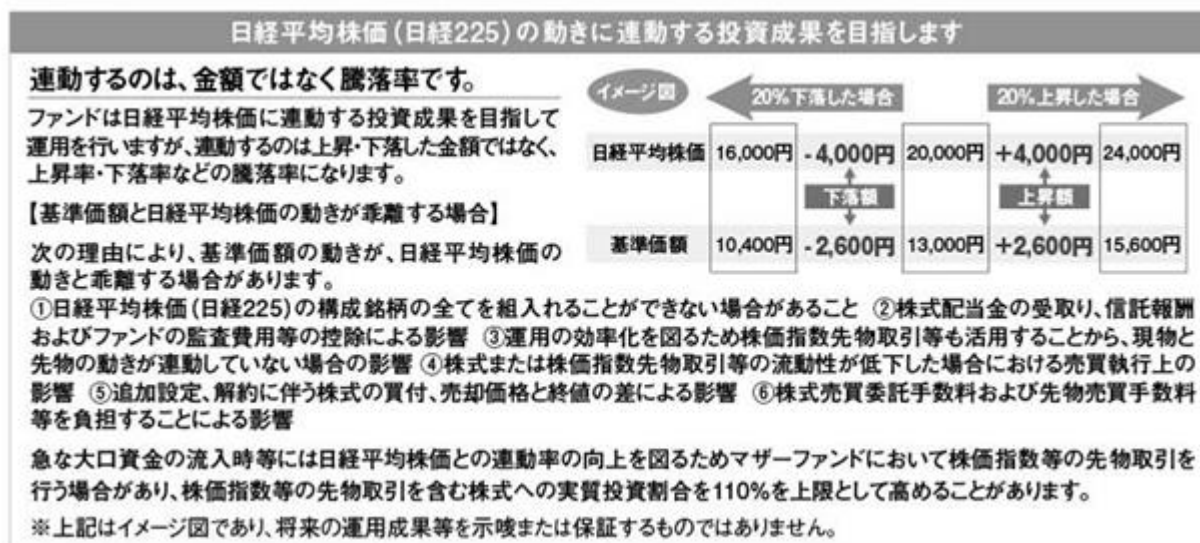 日経平均株価(日経225)の動きに連動する投資成果を目指します
連動するのは、金額ではなく騰落率です。
ファンドは日経平均株価に連動する投資成果を目指して
運用を行いますが、連動するのは上昇・下落した金額ではなく、
上昇率・下落率などの騰落率になります。
【基準価額と日経平均株価の動きが乖離する場合】
次の理由により、基準価額の動きが、日経平均株価の
動きと乖離する場合があります。
イメージ図 20%下落した場合 20%上昇した場合
日経平均株価 16,000円 -4,000円 20,000円 +4,000円 24,000円
下落額 上昇額
基準価額 10,400円 -2,600円 13,000円 +2,600円 15,600円
①日経平均株価(日経225)の構成銘柄の全てを組入れることができない場合があること ②株式配当金の受取り、信託報酬
およびファンドの監査費用等の控除による影響 ③運用の効率化を図るため株価指数先物取引等も活用することから、現物と
先物の動きが連動していない場合の影響 ④株式または株価指数先物取引等の流動性が低下した場合における売買執行上の
影響 ⑤追加設定、解約に伴う株式の買付、売却価格と終値の差による影響 ⑥株式売買委託手数料および先物売買手数料
等を負担することによる影響
急な大口資金の流入時等には日経平均株価との連動率の向上を図るためマザーファンドにおいて株価指数等の先物取引を
行う場合があり、株価指数等の先物取引を含む株式への実質投資割合を110%を上限として高めることがあります。
※上記はイメージ図であり、将来の運用成果等を示唆または保証するものではありません。